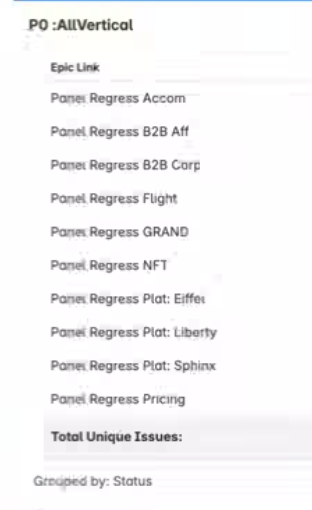 P0 :AllVertical
Epic Link
Panel Regress Accom
Panel Regress B2B Aff
Panel Regress B2B Corp
Panel Regress Flight
Panel Regress GRAND
Panel Regress NFT
Panel Regress Plat: Eiffel
Panel Regress Plat: Liberty
Panel Regress Plat: Sphinx
Panel Regress Pricing
Total Unique Issues:
Grouped by: Status